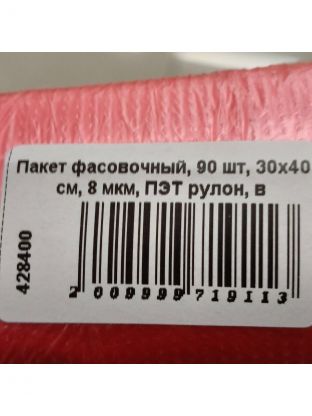 Пакет фасовочный, 90 шт, 30х40
см, 8 мкм, ПЭТ рулон, в
428400
2 009999 719113